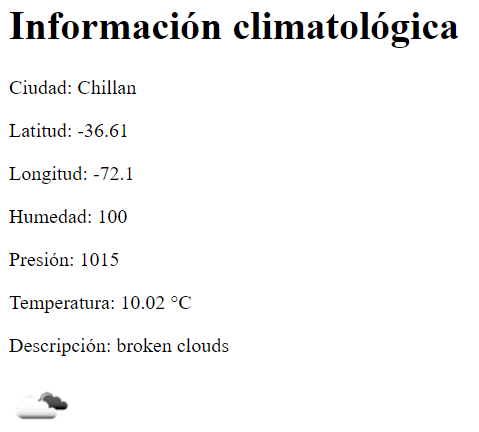 Información climatológica
Ciudad: Chillan
Latitud: -36.61
Longitud: -72.1
Humedad: 100
Presión: 1015
Temperatura: 10.02 °C
Descripción: broken clouds